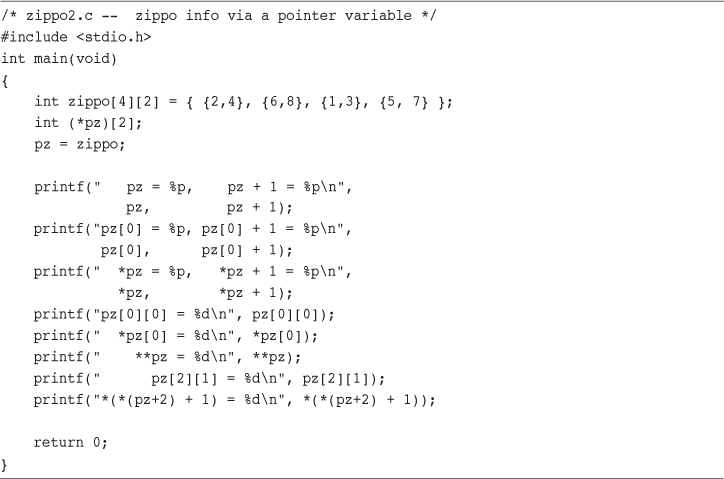 /* zippo2.c --  zippo info via a pointer variable */
#include <stdio.h>
int main(void)
{
    int zippo[4][2] = { {2,4}, {6,8}, {1,3}, {5, 7} };
    int (*pz)[2];
    pz = zippo;

    printf("   pz = %p,    pz + 1 = %p\n",
               pz,         pz + 1);
    printf("pz[0] = %p, pz[0] + 1 = %p\n",
            pz[0],      pz[0] + 1);
    printf("  *pz = %p,   *pz + 1 = %p\n",
              *pz,        *pz + 1);
    printf("pz[0][0] = %d\n", pz[0][0]);
    printf("  *pz[0] = %d\n", *pz[0]);
    printf("    **pz = %d\n", **pz);
    printf("      pz[2][1] = %d\n", pz[2][1]);
    printf("*(*(pz+2) + 1) = %d\n", *(*(pz+2) + 1));

    return 0;
}